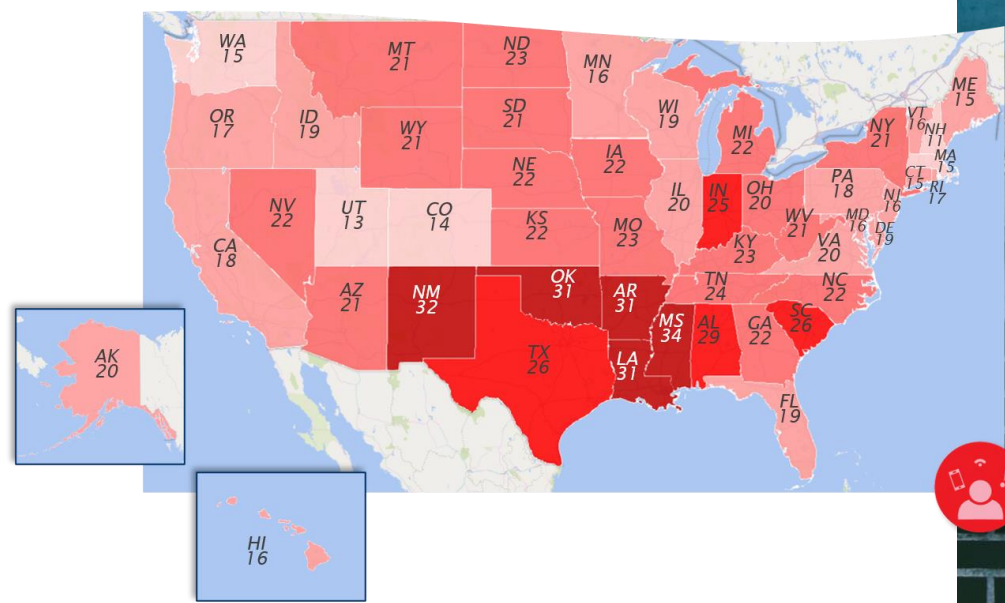 WA
15
MT
21
ND
23
MN
16
ME
15
OR
17
ID
19
SD
21
WI
19
VT
16
NH
11
WY
21
MI
22
NY
21
MA
15
IA
22
NE
22
CT
15
RI
17
PA
18
NV
22
UT
13
CO
14
IL
20
IN
25
OH
20
NJ
16
KS
22
MO
23
WV
21
MD
16
DE
19
CA
18
KY
23
VA
20
AZ
21
NM
32
OK
31
AR
31
TN
24
NC
22
MS
34
AL
29
GA
22
SC
26
TX
26
LA
31
AK
20
FL
19
HI
16